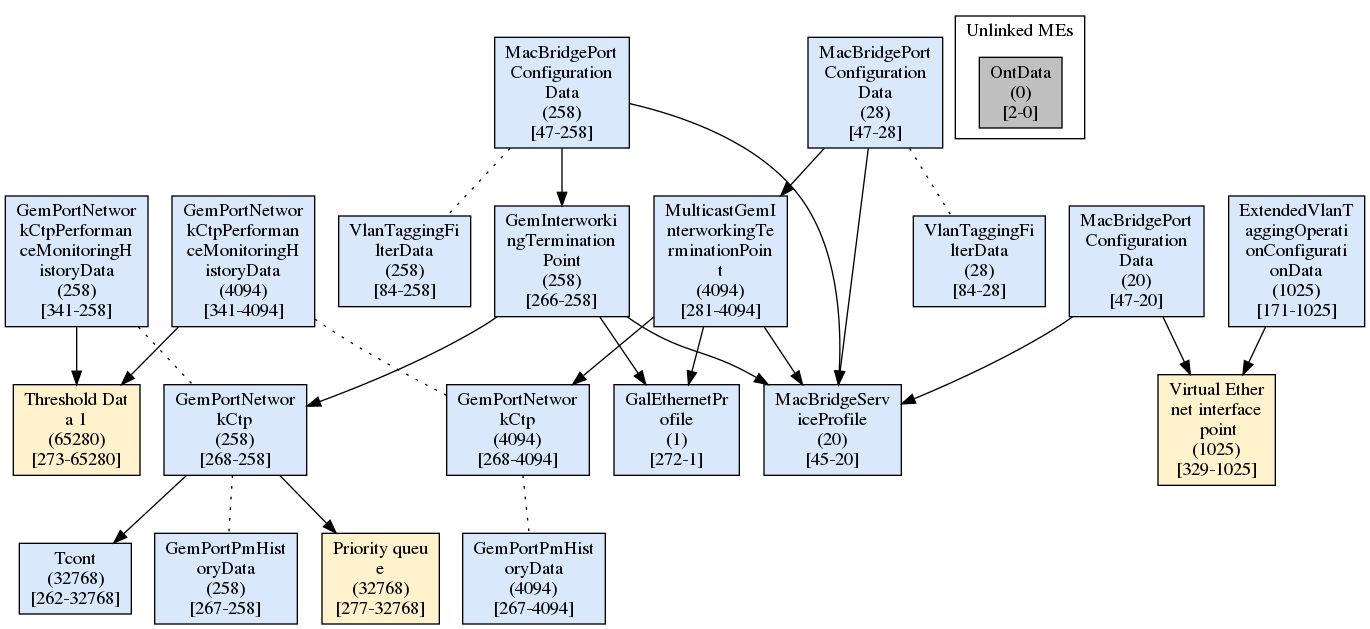 MacBridgePort
Configuration
Data
(258)
[47-258]
MacBridgePort
Configuration
Data
(28)
[47-28]
Unlinked MEs
OntData
(0)
[2-0]
GemPortNetwor
kCtpPerforman
ceMonitoringH
istoryData
(258)
[341-258]
GemPortNetwor
kCtpPerforman
ceMonitoringH
istoryData
(4094)
[341-4094]
VlanTaggingFi
lterData
(258)
[84-258]
GemInterworki
ngTermination
Point
(258)
[266-258]
MulticastGemI
nterworkingTe
rminationPoin
t
(4094)
[281-4094]
VlanTaggingFi
lterData
(28)
[84-28]
MacBridgePort
Configuration
Data
(20)
[47-20]
ExtendedVlanT
aggingOperati
onConfigurati
onData
(1025)
[171-1025]
Threshold Dat
a 1
(65280)
[273-65280]
GemPortNetwor
kCtp
(258)
[268-258]
GemPortNetwor
kCtp
(4094)
[268-4094]
GalEthernetPr
ofile
(1)
[272-1]
MacBridgeServ
iceProfile
(20)
[45-20]
Virtual Ether
net interface
point
(1025)
[329-1025]
Tcont
(32768)
[262-32768]
GemPortPmHist
oryData
(258)
[267-258]
Priority queu
e
(32768)
[277-32768]
GemPortPmHist
oryData
(4094)
[267-4094]